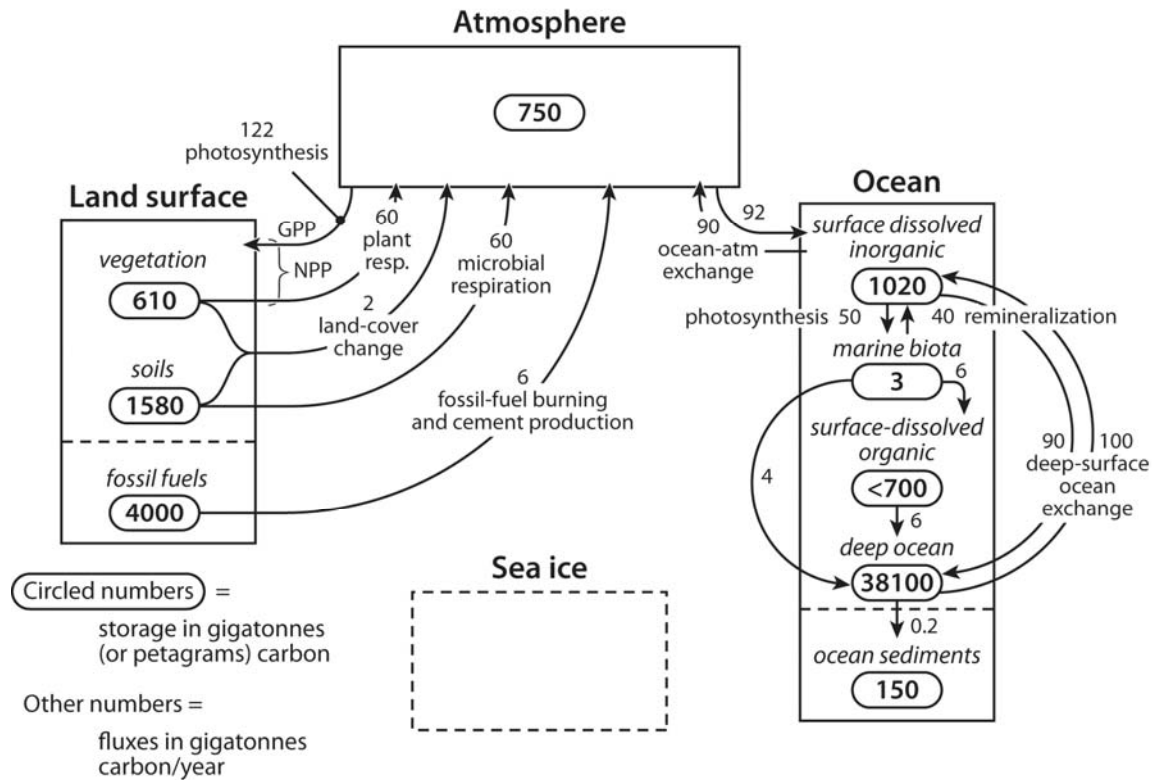 Atmosphere
750
122
photosynthesis
Land surface
GPP
NPP
vegetation
610
60
plant
resp.
2
land-cover
change
60
microbial
respiration
soils
1580
6
fossil-fuel burning
and cement production
fossil fuels
4000
90
ocean-atm
exchange
92
Ocean
surface dissolved
inorganic
1020
photosynthesis 50
40 remineralization
marine biota
3
6
surface-dissolved
organic
<700
4
6
90
100
deep-surface
ocean
exchange
deep ocean
38100
0.2
ocean sediments
150
Sea ice
Circled numbers =
storage in gigatonnes
(or petagrams) carbon
Other numbers =
fluxes in gigatonnes
carbon/year